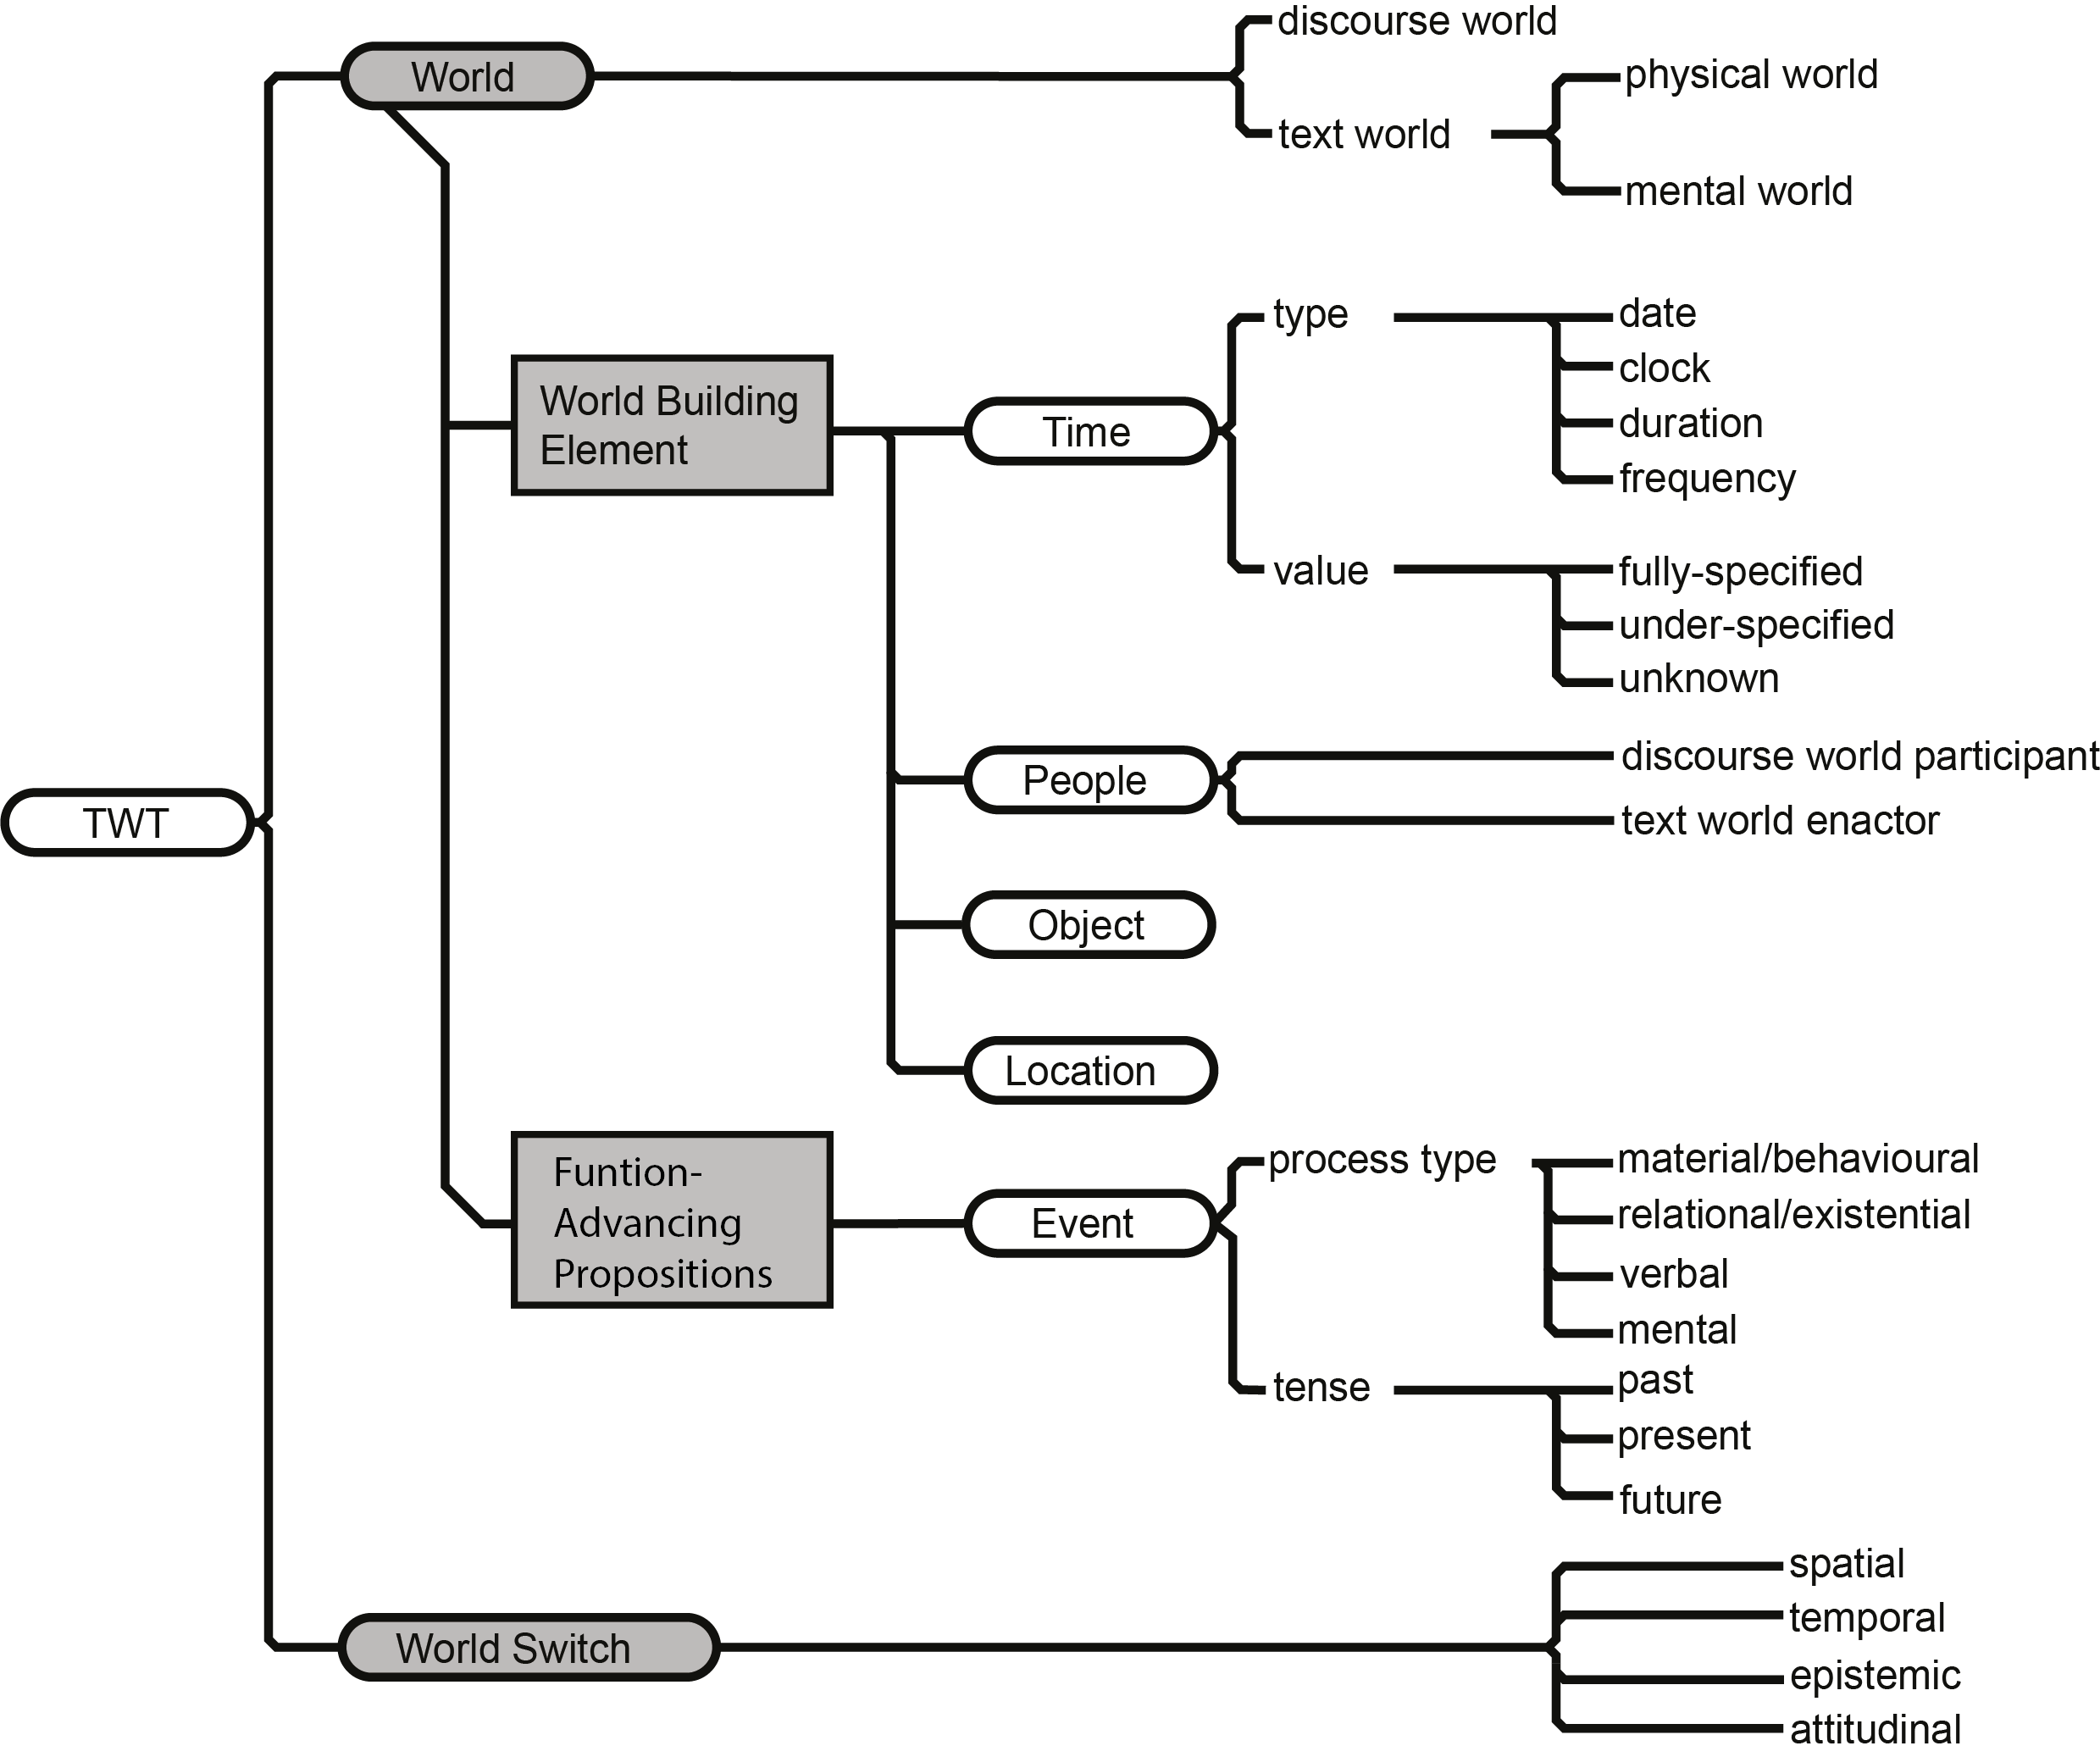 discourse world
World
physical world
text world
mental world
type
date
clock
World Building
Element
Time
duration
frequency
value
fully-specified
under-specified
unknown
People
discourse world participant
text world enactor
TWT
Object
Location
process type
material/behavioural
Funtion-
Advancing
Propositions
Event
relational/existential
verbal
mental
tense
past
present
future
World Switch
spatial
temporal
epistemic
attitudinal